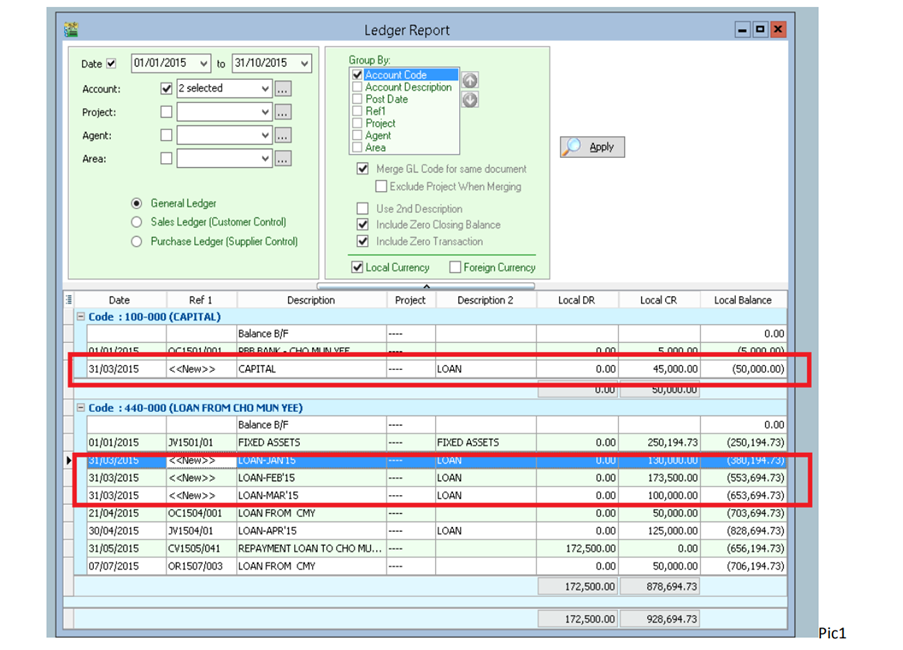 Ledger Report
Date 01/01/2015 to 31/10/2015
Account: 2 selected ...
Project: ...
Agent: ...
Area: ...
General Ledger
Sales Ledger (Customer Control)
Purchase Ledger (Supplier Control)
Group By:
Account Code
Account Description
Post Date
Ref1
Project
Agent
Area
Merge GL Code for same document
Exclude Project When Merging
Use 2nd Description
Include Zero Closing Balance
Include Zero Transaction
Local Currency Foreign Currency
Apply
Date Ref 1 Description Project Description 2 Local DR Local CR Local Balance
Code : 100-000 (CAPITAL)
Balance B/F ---- 0.00
01/01/2015 OC1501/001 PBB BANK - CHO MUN YEE ---- 0.00 5,000.00 (5,000.00)
31/03/2015 <<New>> CAPITAL ---- LOAN 0.00 45,000.00 (50,000.00)
0.00 50,000.00
Code : 440-000 (LOAN FROM CHO MUN YEE)
Balance B/F ---- 0.00
01/01/2015 JV1501/01 FIXED ASSETS ---- FIXED ASSETS 0.00 250,194.73 (250,194.73)
31/03/2015 <<New>> LOAN-JAN'15 ---- LOAN 0.00 130,000.00 (380,194.73)
31/03/2015 <<New>> LOAN-FEB'15 ---- LOAN 0.00 173,500.00 (553,694.73)
31/03/2015 <<New>> LOAN-MAR'15 ---- LOAN 0.00 100,000.00 (653,694.73)
21/04/2015 OC1504/001 LOAN FROM CMY ---- 0.00 50,000.00 (703,694.73)
30/04/2015 JV1504/01 LOAN-APR'15 ---- LOAN 0.00 125,000.00 (828,694.73)
31/05/2015 CV1505/041 REPAYMENT LOAN TO CHO MU... ---- 172,500.00 0.00 (656,194.73)
07/07/2015 OR1507/003 LOAN FROM CMY ---- 0.00 50,000.00 (706,194.73)
172,500.00 878,694.73
172,500.00 928,694.73
Pic1